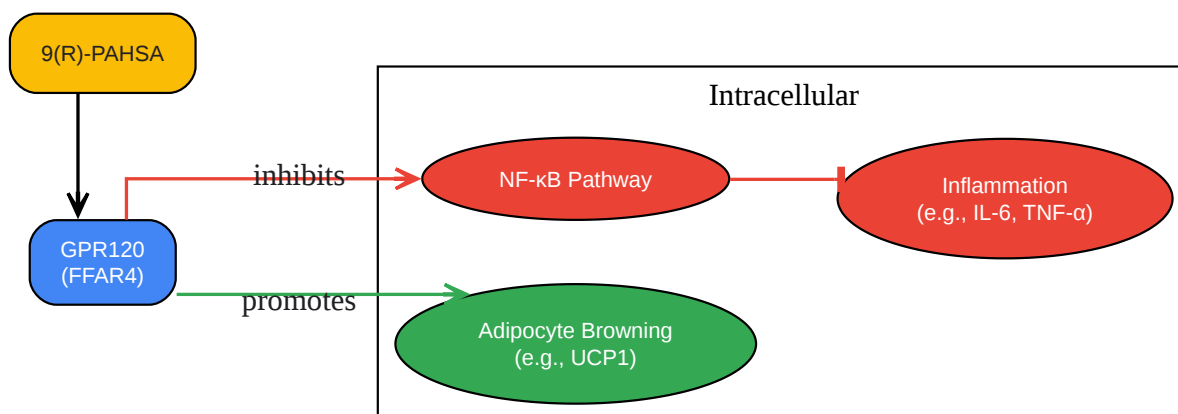 9(R)-PAHSA
Intracellular
inhibits
NF-κB Pathway
Inflammation
(e.g., IL-6, TNF-α)
GPR120
(FFAR4)
promotes
Adipocyte Browning
(e.g., UCP1)